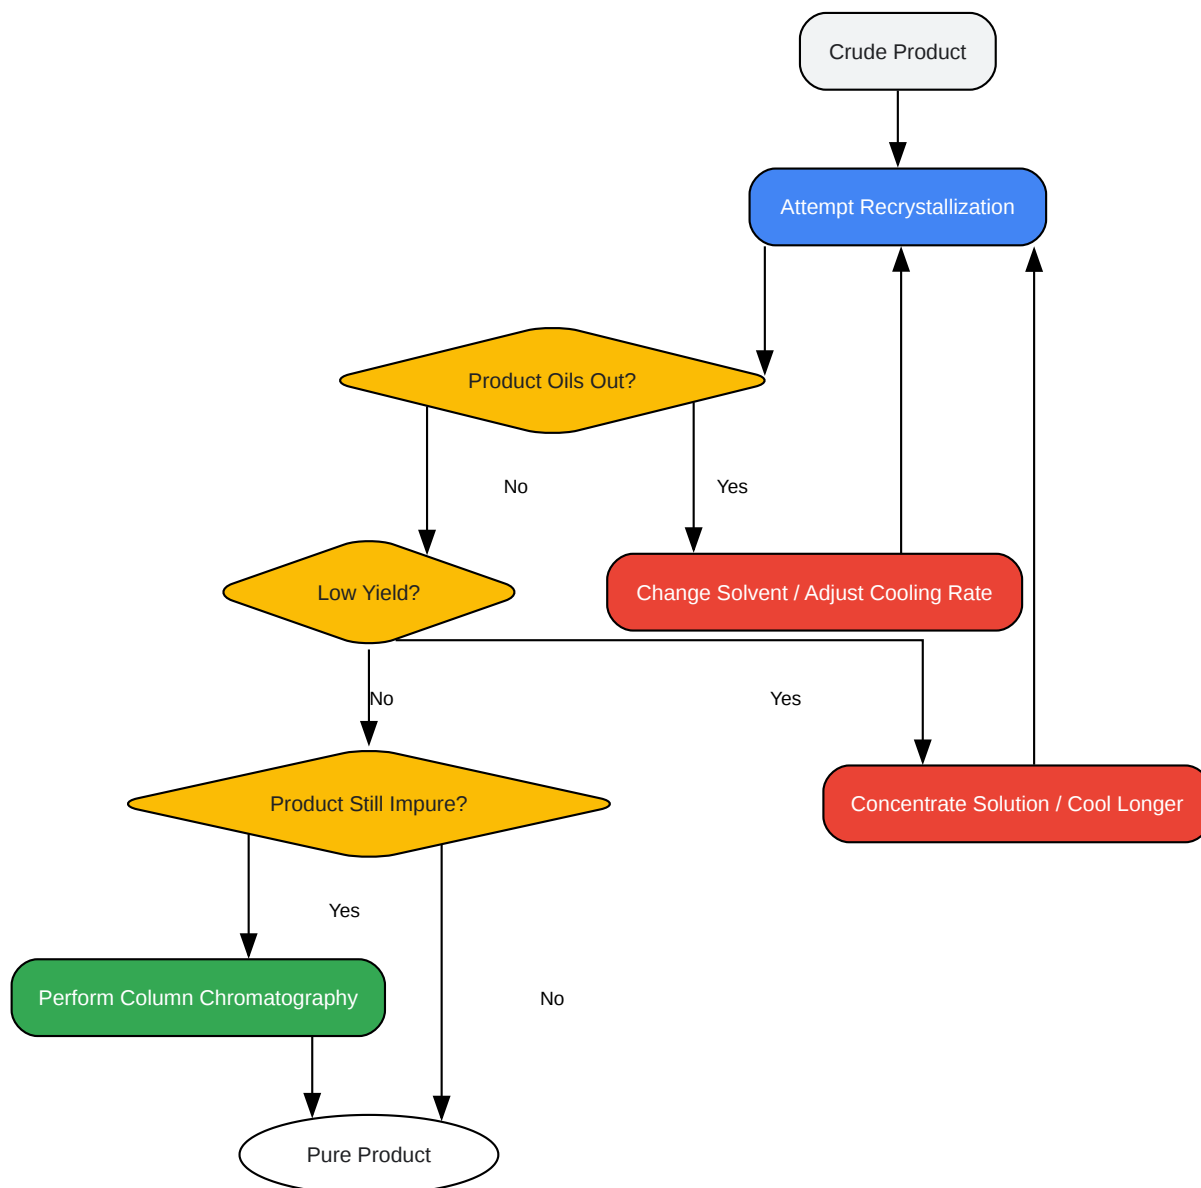 Crude Product
Attempt Recrystallization
Product Oils Out?
No
Yes
Low Yield?
Change Solvent / Adjust Cooling Rate
No
Yes
Product Still Impure?
Concentrate Solution / Cool Longer
Yes
Perform Column Chromatography
No
Pure Product